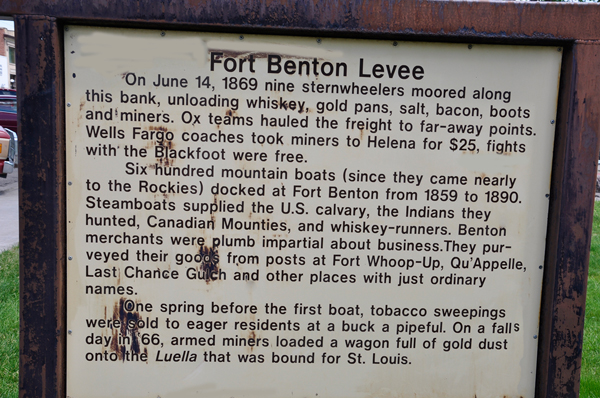 Fort Benton Levee
On June 14, 1869 nine sternwheelers moored along
this bank, unloading whiskey, gold pans, salt, bacon, boots
and miners. Ox teams hauled the freight to far-away points.
Wells Fargo coaches took miners to Helena for $25, fights
with the Blackfoot were free.
Six hundred mountain boats (since they came nearly
to the Rockies) docked at Fort Benton from 1859 to 1890.
Steamboats supplied the U.S. calvary, the Indians they
hunted, Canadian Mounties, and whiskey-runners. Benton
merchants were plumb impartial about business.They pur-
veyed their goods from posts at Fort Whoop-Up, Qu'Appelle,
Last Chance Gulch and other places with just ordinary
names.
One spring before the first boat, tobacco sweepings
were sold to eager residents at a buck a pipeful. On a falls
day in '66, armed miners loaded a wagon full of gold dust
onto the Luella that was bound for St. Louis.